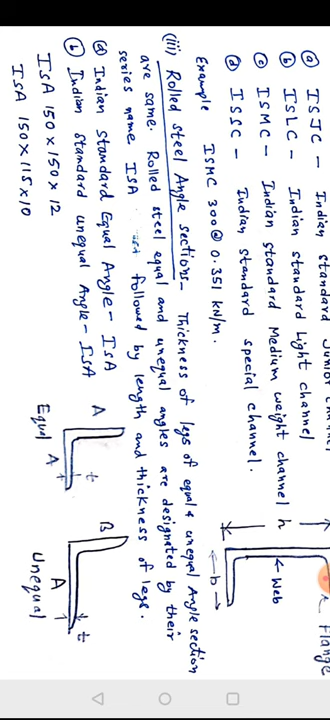 (a) ISJC - Indian standard Junior channel
(b) ISLC - Indian standard Light channel
(c) ISMC - Indian standard Medium weight channel
(d) ISSC - Indian standard special channel.
Example ISMC 300 @ 0.351 kN/m.
h
b
← Web
Flange
(iii) Rolled steel Angle sections - Thickness of legs of equal & unequal Angle section
are same. Rolled steel equal and unequal angles are designated by their
series name ISA followed by length and thickness of legs.
(a) Indian standard Equal Angle - ISA
(b) Indian standard unequal Angle - ISA
ISA 150 x 150 x 12
ISA 150 x 115 x 10
A
t
A
Equal
B
t
A
Unequal